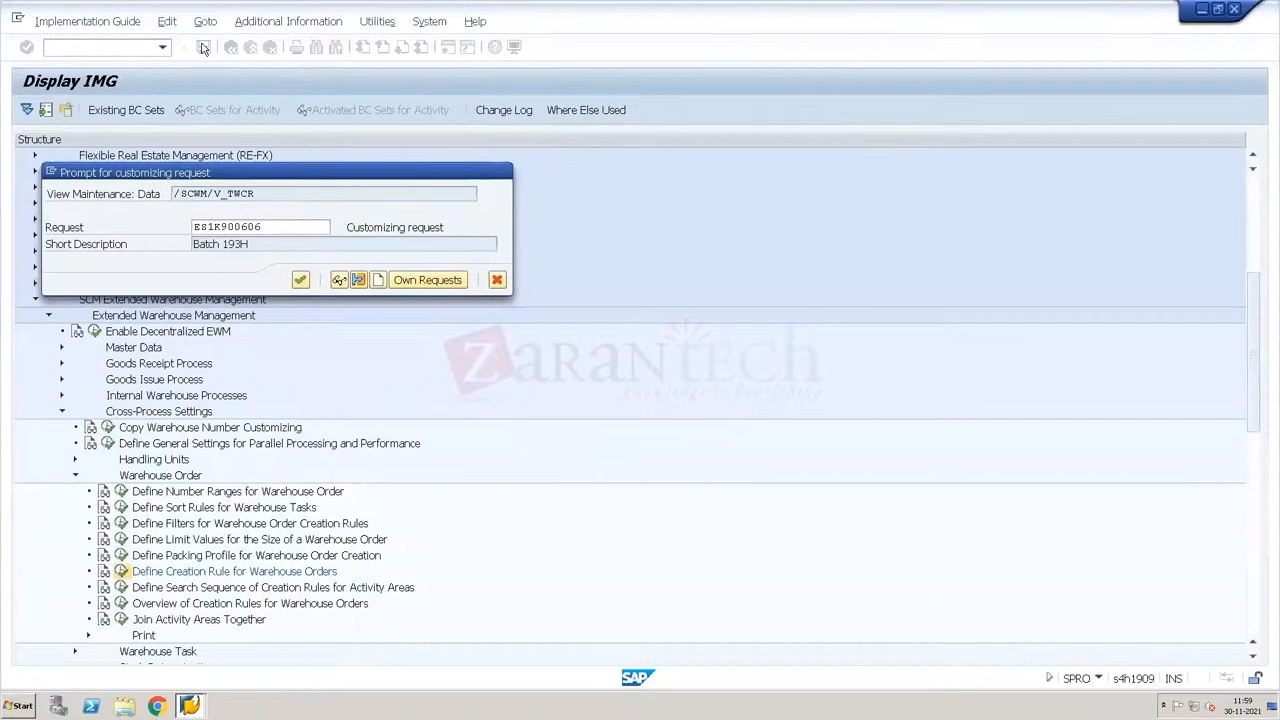 Implementation Guide Edit Goto Additional Information Utilities System Help
Display IMG
Existing BC Sets BC Sets for Activity Activated BC Sets for Activity Change Log Where Else Used
Structure
Flexible Real Estate Management (RE-FX)
Prompt for customizing request
View Maintenance: Data /SCWM/V_TWCR
Request ES1K900606 Customizing request
Short Description Batch 193H
Own Requests
SCM Extended Warehouse Management
Extended Warehouse Management
Enable Decentralized EWM
Master Data
Goods Receipt Process
Goods Issue Process
Internal Warehouse Processes
Cross-Process Settings
Copy Warehouse Number Customizing
Define General Settings for Parallel Processing and Performance
Handling Units
Warehouse Order
Define Number Ranges for Warehouse Order
Define Sort Rules for Warehouse Tasks
Define Filters for Warehouse Order Creation Rules
Define Limit Values for the Size of a Warehouse Order
Define Packing Profile for Warehouse Order Creation
Define Creation Rule for Warehouse Orders
Define Search Sequence of Creation Rules for Activity Areas
Overview of Creation Rules for Warehouse Orders
Join Activity Areas Together
Print
Warehouse Task
zarantech
Knowledge is Everything
SAP
SPRO s4h1909 INS
Start
11:59
30-11-2021